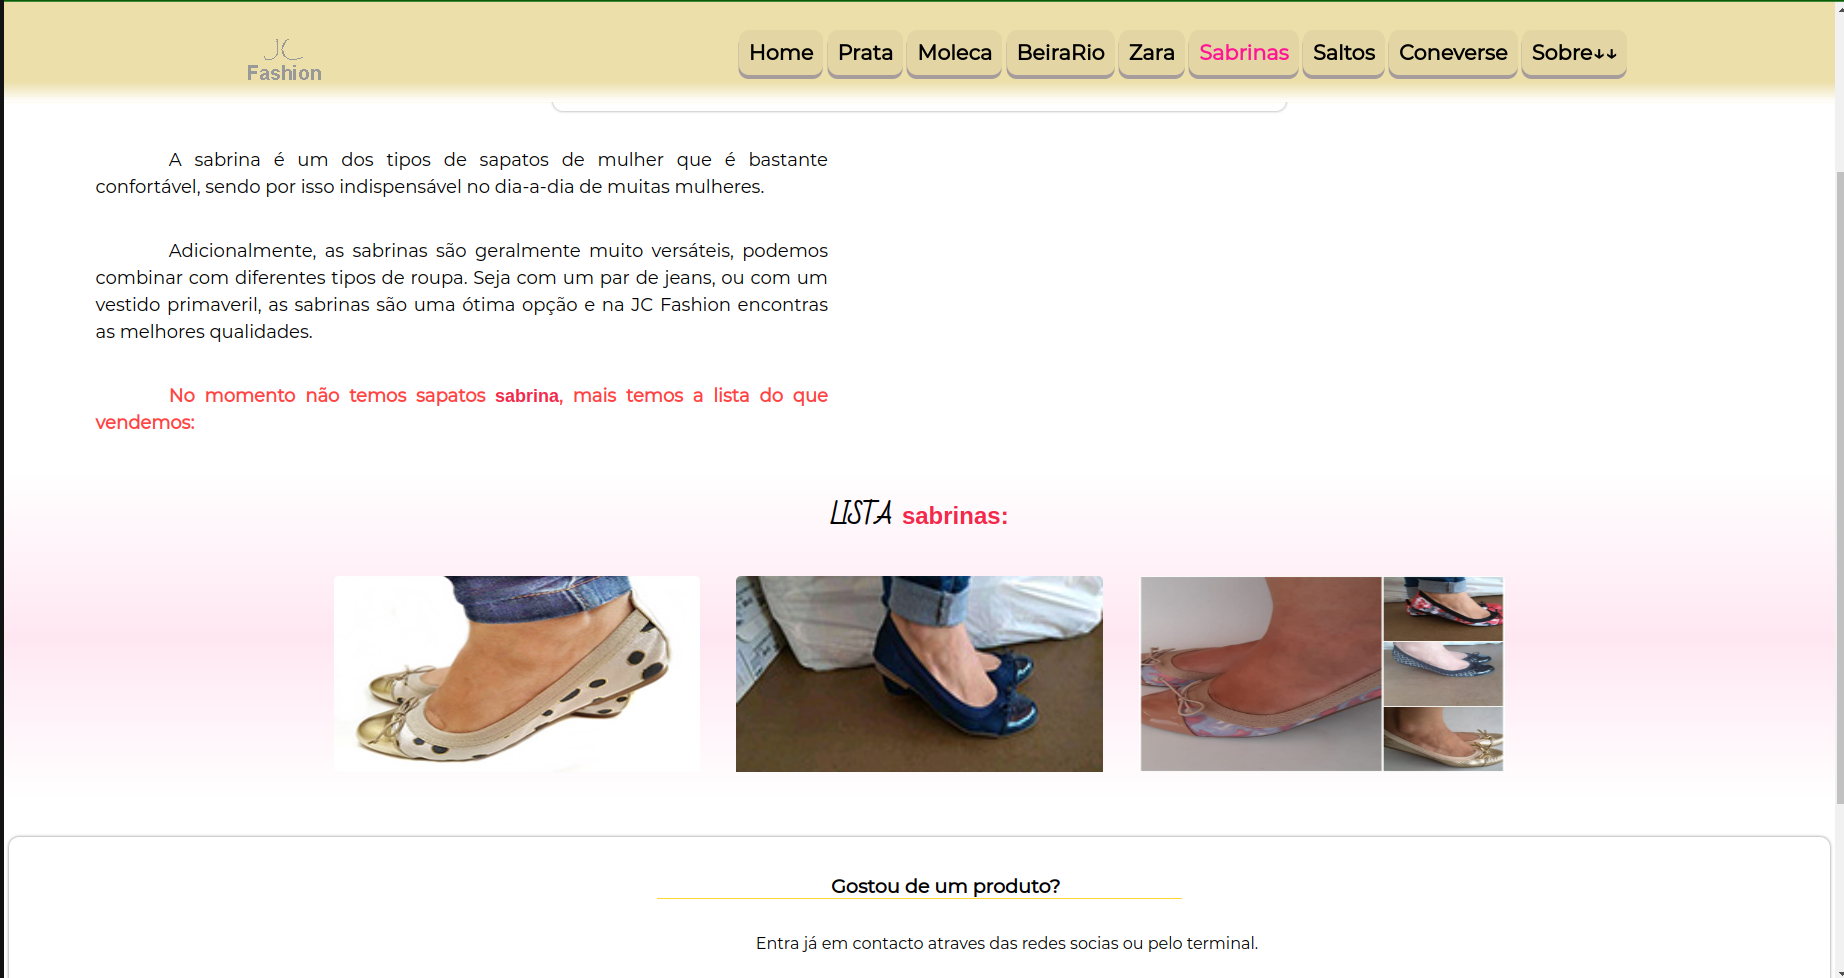 JC
Fashion
Home Prata Moleca BeiraRio Zara Sabrinas Saltos Coneverse Sobre↓↓
A sabrina é um dos tipos de sapatos de mulher que é bastante
confortável, sendo por isso indispensável no dia-a-dia de muitas mulheres.
Adicionalmente, as sabrinas são geralmente muito versáteis, podemos
combinar com diferentes tipos de roupa. Seja com um par de jeans, ou com um
vestido primaveril, as sabrinas são uma ótima opção e na JC Fashion encontras
as melhores qualidades.
No momento não temos sapatos sabrina, mais temos a lista do que
vendemos:
LISTA sabrinas:
Gostou de um produto?
Entra já em contacto atraves das redes socias ou pelo terminal.